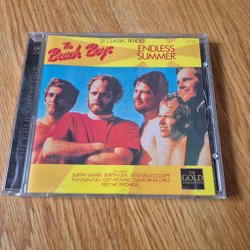 21 CLASSIC TRACKS
The
Beach Boys
ENDLESS
SUMMER
SURFIN SAFARI SURFIN USA LITTLE DEUCE COUPE
FUN FUN FUN I GET AROUND CALIFORNIA GIRLS
HELP ME RHONDA
THE
GOLD